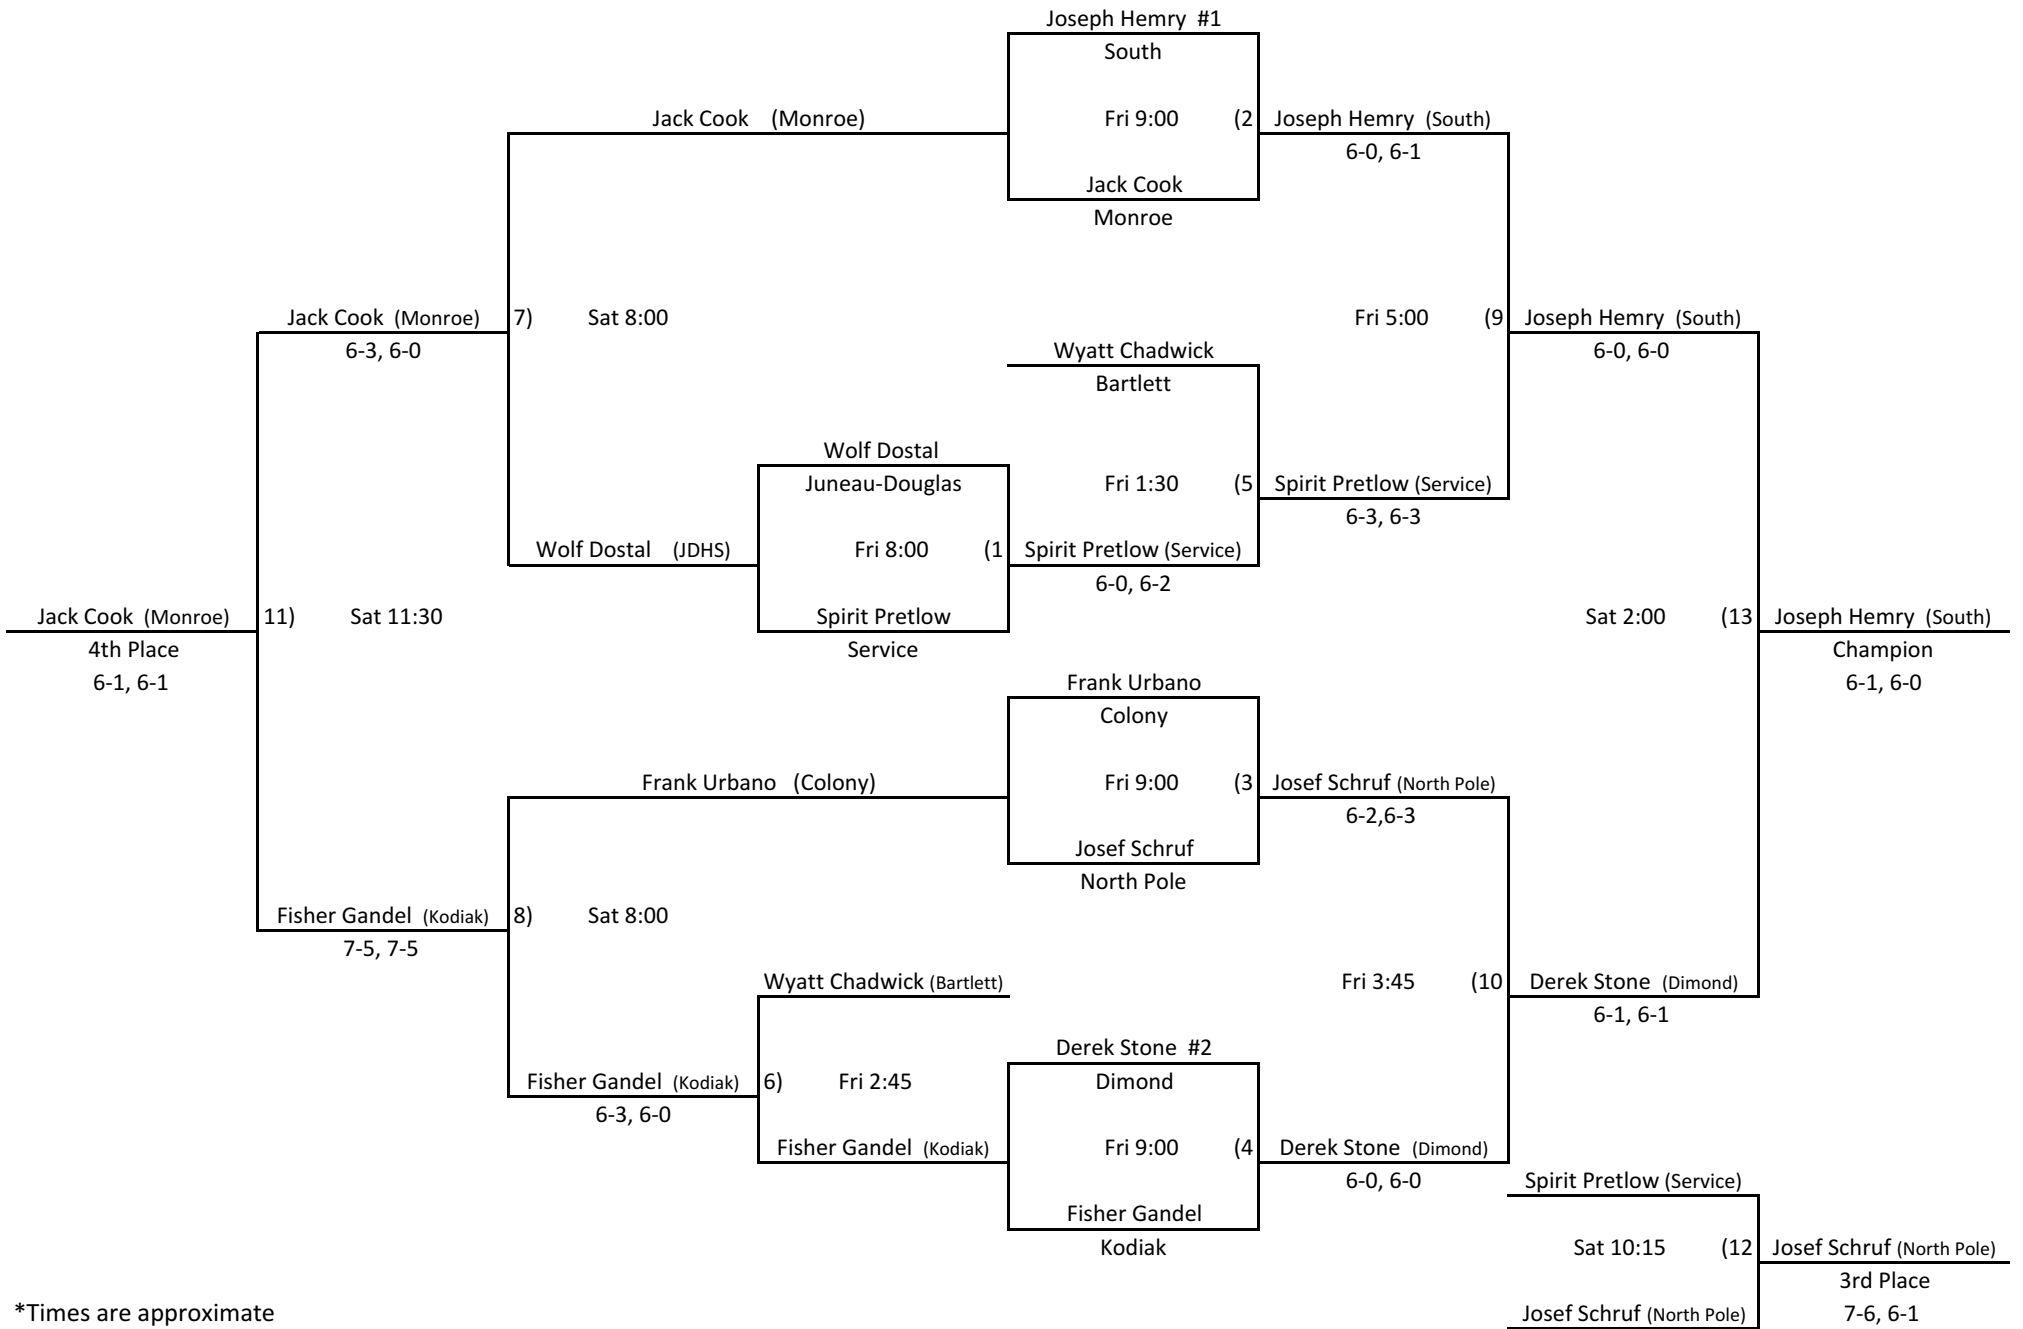 Joseph Hemry #1
South
Jack Cook (Monroe)
Fri 9:00 (2
Joseph Hemry (South)
6-0, 6-1
Jack Cook
Monroe
Jack Cook (Monroe)
7) Sat 8:00
Fri 5:00 (9
Joseph Hemry (South)
6-3, 6-0
Wyatt Chadwick
6-0, 6-0
Bartlett
Wolf Dostal
Juneau-Douglas
Fri 1:30 (5
Spirit Pretlow (Service)
6-3, 6-3
Wolf Dostal (JDHS)
Fri 8:00 (1
Spirit Pretlow (Service)
6-0, 6-2
Jack Cook (Monroe)
11) Sat 11:30
Spirit Pretlow
Sat 2:00 (13
Joseph Hemry (South)
4th Place
Service
Champion
6-1, 6-1
Frank Urbano
6-1, 6-0
Colony
Frank Urbano (Colony)
Fri 9:00 (3
Josef Schruf (North Pole)
6-2,6-3
Josef Schruf
North Pole
Fisher Gandel (Kodiak)
8) Sat 8:00
7-5, 7-5
Wyatt Chadwick (Bartlett)
Fri 3:45 (10
Derek Stone (Dimond)
6-1, 6-1
Derek Stone #2
Fisher Gandel (Kodiak)
6) Fri 2:45
Dimond
6-3, 6-0
Fisher Gandel (Kodiak)
Fri 9:00 (4
Derek Stone (Dimond)
6-0, 6-0
Spirit Pretlow (Service)
Fisher Gandel
Kodiak
Sat 10:15 (12
Josef Schruf (North Pole)
3rd Place
*Times are approximate
Josef Schruf (North Pole)
7-6, 6-1